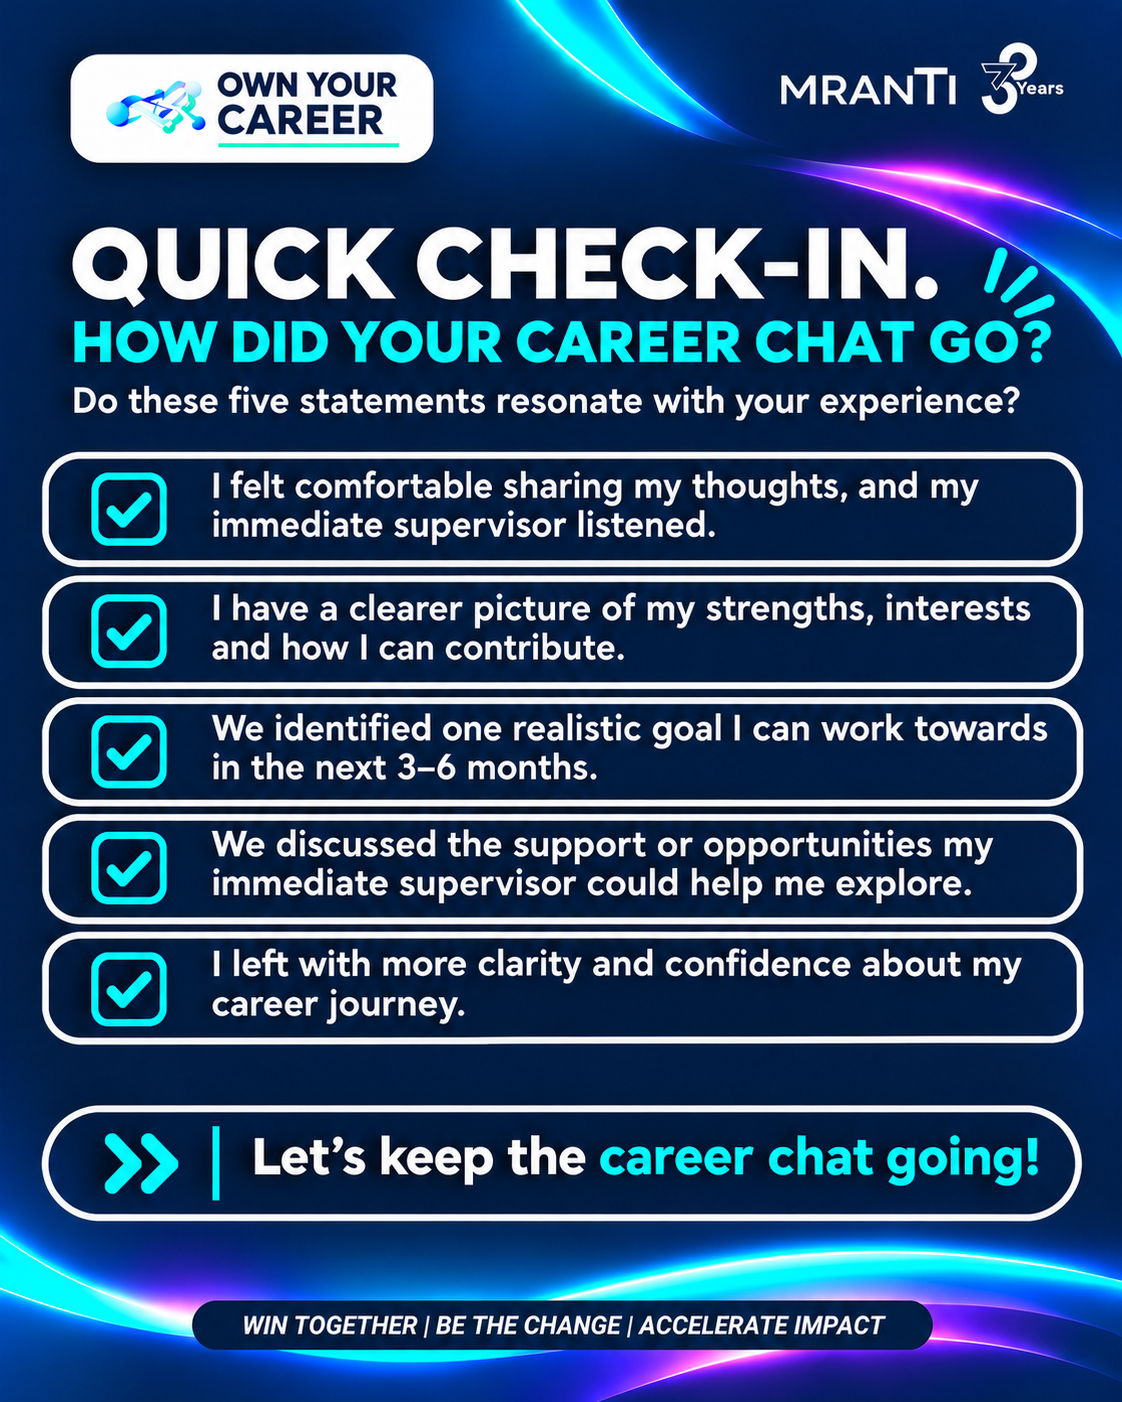 OWN YOUR
CAREER
MRANTI
Years
QUICK CHECK-IN.
HOW DID YOUR CAREER CHAT GO?
Do these five statements resonate with your experience?
I felt comfortable sharing my thoughts, and my
immediate supervisor listened.
I have a clearer picture of my strengths, interests
and how I can contribute.
We identified one realistic goal I can work towards
in the next 3–6 months.
We discussed the support or opportunities my
immediate supervisor could help me explore.
I left with more clarity and confidence about my
career journey.
Let’s keep the career chat going!
WIN TOGETHER | BE THE CHANGE | ACCELERATE IMPACT